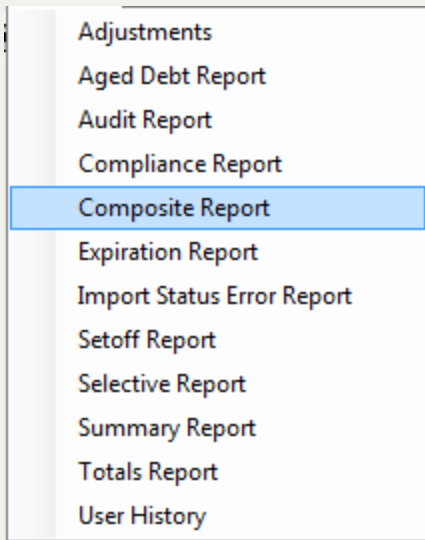 Adjustments
Aged Debt Report
Audit Report
Compliance Report
Composite Report
Expiration Report
Import Status Error Report
Setoff Report
Selective Report
Summary Report
Totals Report
User History